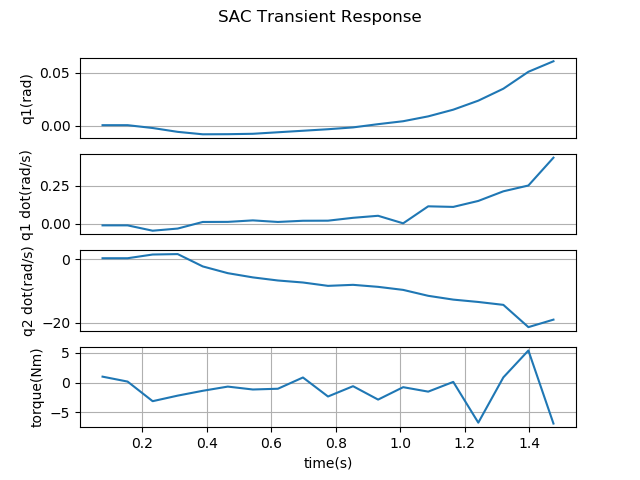 SAC Transient Response
0.05
0.00
q1(rad)
0.25
0.00
q1 dot(rad/s)
0
−20
q2 dot(rad/s)
5
0
−5
torque(Nm)
0.2 0.4 0.6 0.8 1.0 1.2 1.4
time(s)